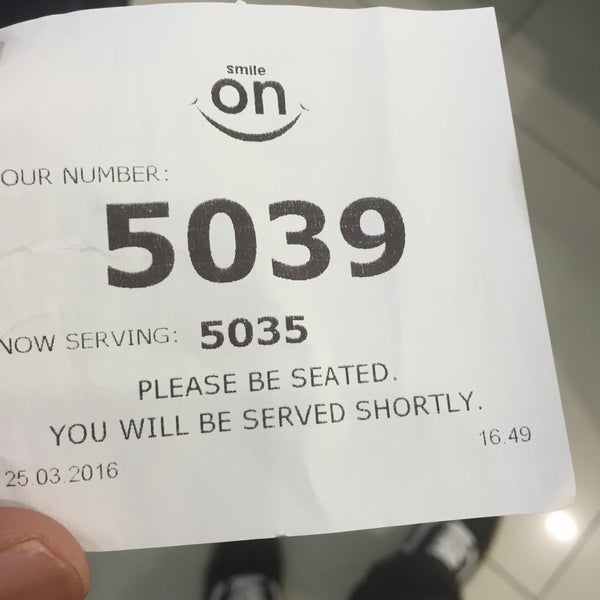 smile
on
OUR NUMBER:
5039
NOW SERVING: 5035
PLEASE BE SEATED.
YOU WILL BE SERVED SHORTLY.
16.49
25.03.2016